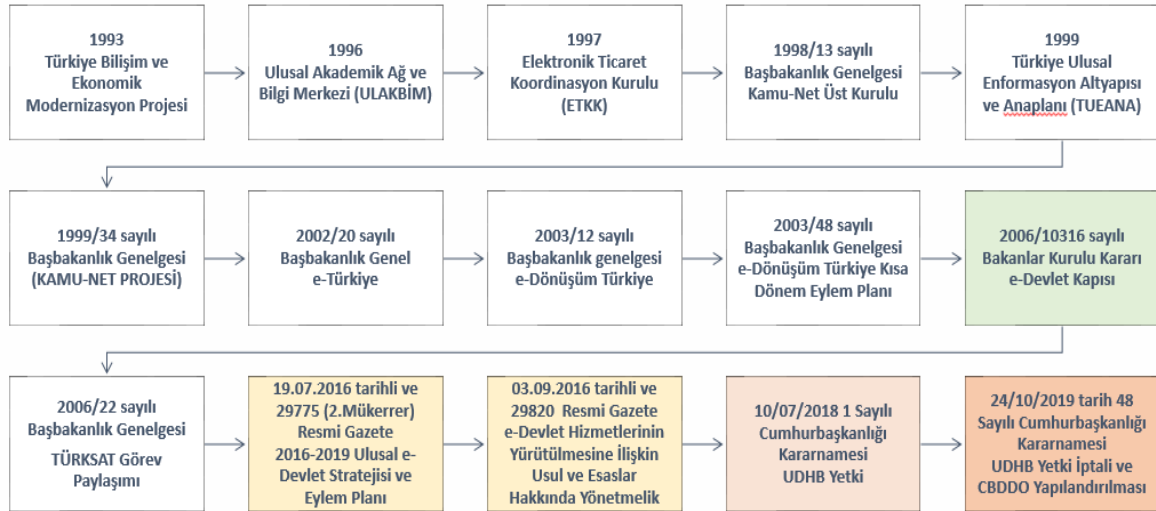 1993
Türkiye Bilişim ve
Ekonomik
Modernizasyon Projesi
1996
Ulusal Akademik Ağ ve
Bilgi Merkezi (ULAKBİM)
1997
Elektronik Ticaret
Koordinasyon Kurulu
(ETKK)
1998/13 sayılı
Başbakanlık Genelgesi
Kamu-Net Üst Kurulu
1999
Türkiye Ulusal
Enformasyon Altyapısı
ve Anaplanı (TUEANA)
1999/34 sayılı
Başbakanlık Genelgesi
(KAMU-NET PROJESİ)
2002/20 sayılı
Başbakanlık Genel
e-Türkiye
2003/12 sayılı
Başbakanlık genelgesi
e-Dönüşüm Türkiye
2003/48 sayılı
Başbakanlık Genelgesi
e-Dönüşüm Türkiye Kısa
Dönem Eylem Planı
2006/10316 sayılı
Bakanlar Kurulu Kararı
e-Devlet Kapısı
2006/22 sayılı
Başbakanlık Genelgesi
TÜRKSAT Görev
Paylaşımı
19.07.2016 tarihli ve
29775 (2.Mükerrer)
Resmi Gazete
2016-2019 Ulusal e-
Devlet Stratejisi ve
Eylem Planı
03.09.2016 tarihli ve
29820 Resmi Gazete
e-Devlet Hizmetlerinin
Yürütülmesine İlişkin
Usul ve Esaslar
Hakkında Yönetmelik
10/07/2018 1 Sayılı
Cumhurbaşkanlığı
Kararnamesi
UDHB Yetki
24/10/2019 tarih 48
Sayılı Cumhurbaşkanlığı
Kararnamesi
UDHB Yetki İptali ve
CBDDO Yapılandırılması